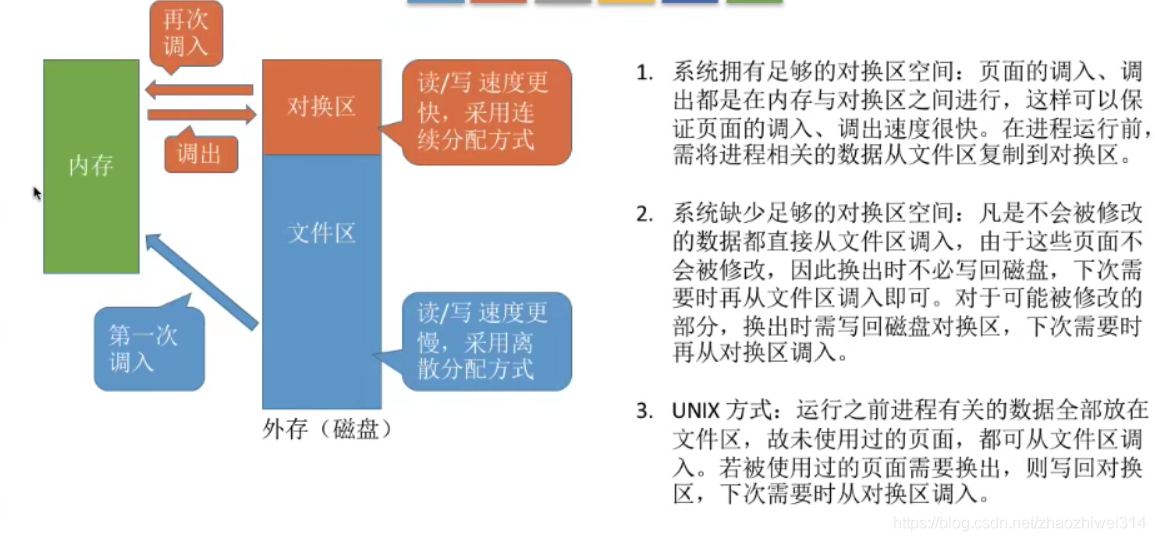 再次
调入
内存
调出
对换区
读/写 速度更
快，采用连
续分配方式
文件区
第一次
调入
读/写 速度更
慢，采用离
散分配方式
外存（磁盘）
1. 系统拥有足够的对换区空间：页面的调入、调
出都是在内存与对换区之间进行，这样可以保
证页面的调入、调出速度很快。在进程运行前，
需将进程相关的数据从文件区复制到对换区。
2. 系统缺少足够的对换区空间：凡是不会被修改
的数据都直接从文件区调入，由于这些页面不
会被修改，因此换出时不必写回磁盘，下次需
要时再从文件区调入即可。对于可能被修改的
部分，换出时需写回磁盘对换区，下次需要时
再从对换区调入。
3. UNIX 方式：运行之前进程有关的数据全部放在
文件区，故未使用过的页面，都可从文件区调
入。若被使用过的页面需要换出，则写回对换
区，下次需要时从对换区调入。
https://blog.csdn.net/zhaozhiwei314